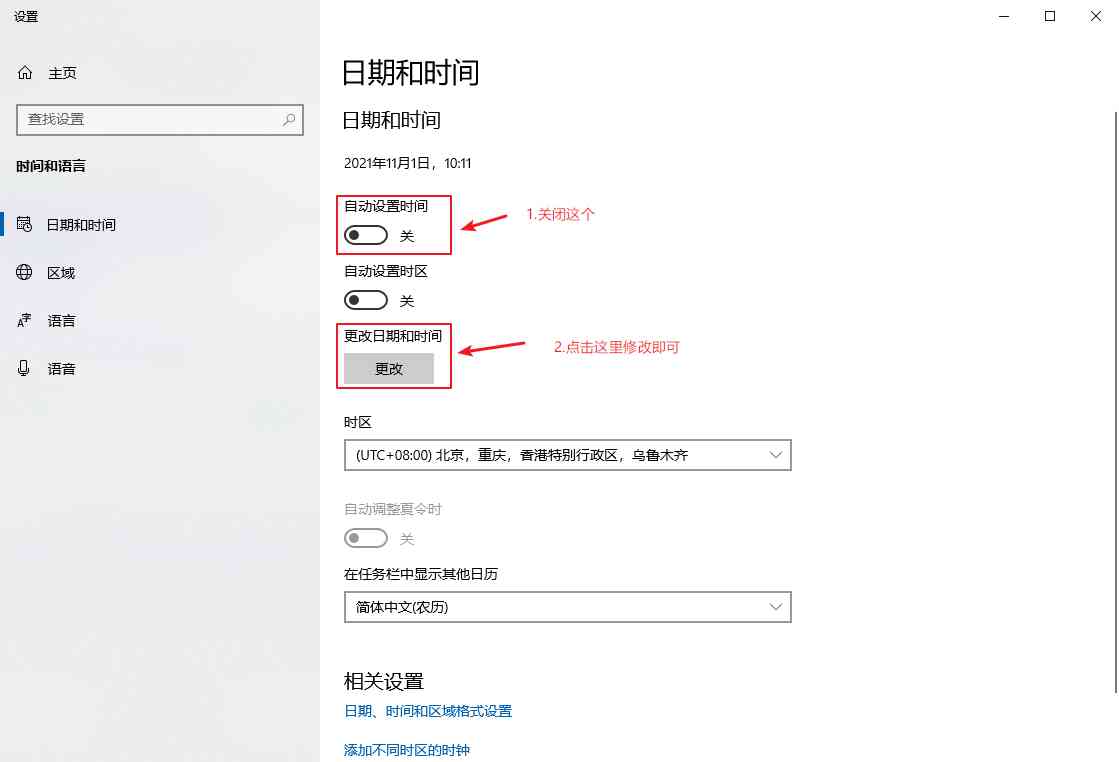 设置
主页
查找设置
时间和语言
日期和时间
区域
语言
语音
日期和时间
日期和时间
2021年11月1日，10:11
自动设置时间
关
1.关闭这个
自动设置时区
关
更改日期和时间
更改
2.点击这里修改即可
时区
(UTC+08:00) 北京，重庆，香港特别行政区，乌鲁木齐
自动调整夏令时
关
在任务栏中显示其他日历
简体中文(农历)
相关设置
日期、时间和区域格式设置
添加不同时区的时钟